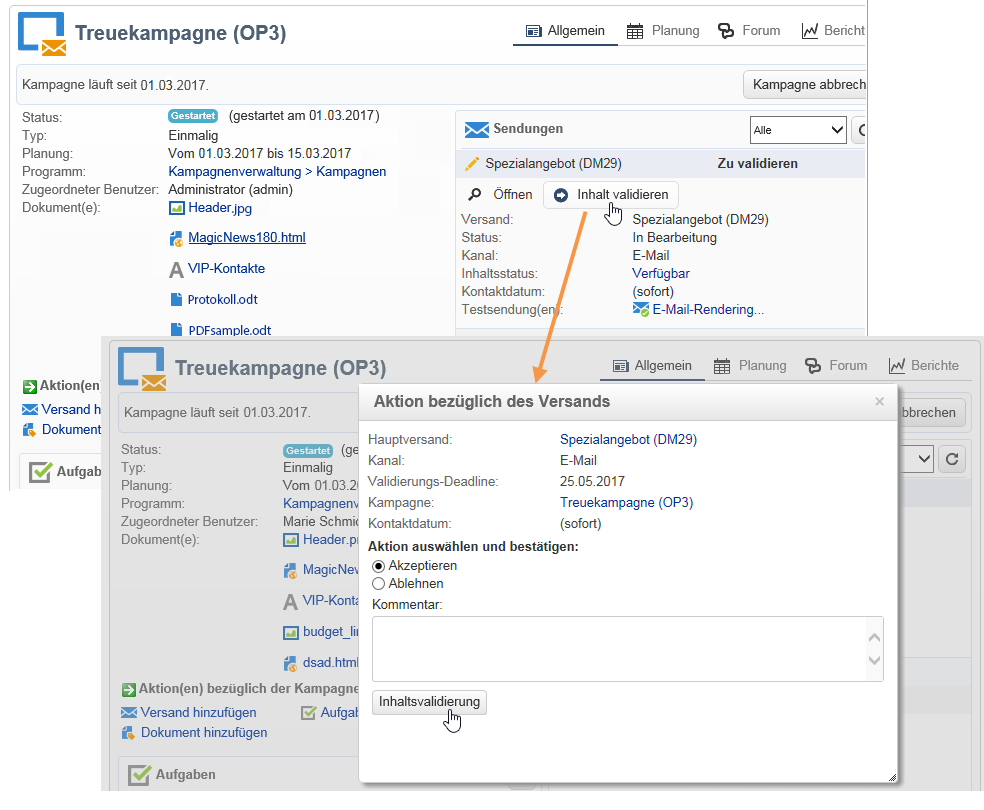 Treuekampagne (OP3)
Allgemein Planung Forum Bericht
Kampagne läuft seit 01.03.2017.
Kampagne abbrech
Status: Gestartet (gestartet am 01.03.2017)
Typ: Einmalig
Planung: Vom 01.03.2017 bis 15.03.2017
Programm: Kampagnenverwaltung > Kampagnen
Zugeordneter Benutzer: Administrator (admin)
Dokument(e): Header.jpg
MagicNews180.html
VIP-Kontakte
Protokoll.odt
PDFsample.odt
Aktion(en
Versand h
Dokument
Aufgab
Sendungen Alle
Spezialangebot (DM29) Zu validieren
Öffnen Inhalt validieren
Versand: Spezialangebot (DM29)
Status: In Bearbeitung
Kanal: E-Mail
Inhaltsstatus: Verfügbar
Kontaktdatum: (sofort)
Testsendung(en): E-Mail-Rendering...
Treuekampagne (OP3)
Allgemein Planung Forum Berichte
Kampagne läuft seit 01.03.2017.
bbrechen
Status: Gestartet (ge
Typ: Einmalig
Planung: Vom 01.03.2
Programm: Kampagnenv
Zugeordneter Benutzer: Marie Schmic
Dokument(e): Header.pr
MagicNew
VIP-Konta
budget_lin
dsad.html
Aktion(en) bezüglich der Kampagne
Versand hinzufügen Aufgab
Dokument hinzufügen
Aufgaben
Aktion bezüglich des Versands
Hauptversand: Spezialangebot (DM29)
Kanal: E-Mail
Validierungs-Deadline: 25.05.2017
Kampagne: Treuekampagne (OP3)
Kontaktdatum: (sofort)
Aktion auswählen und bestätigen:
Akzeptieren
Ablehnen
Kommentar:
Inhaltsvalidierung